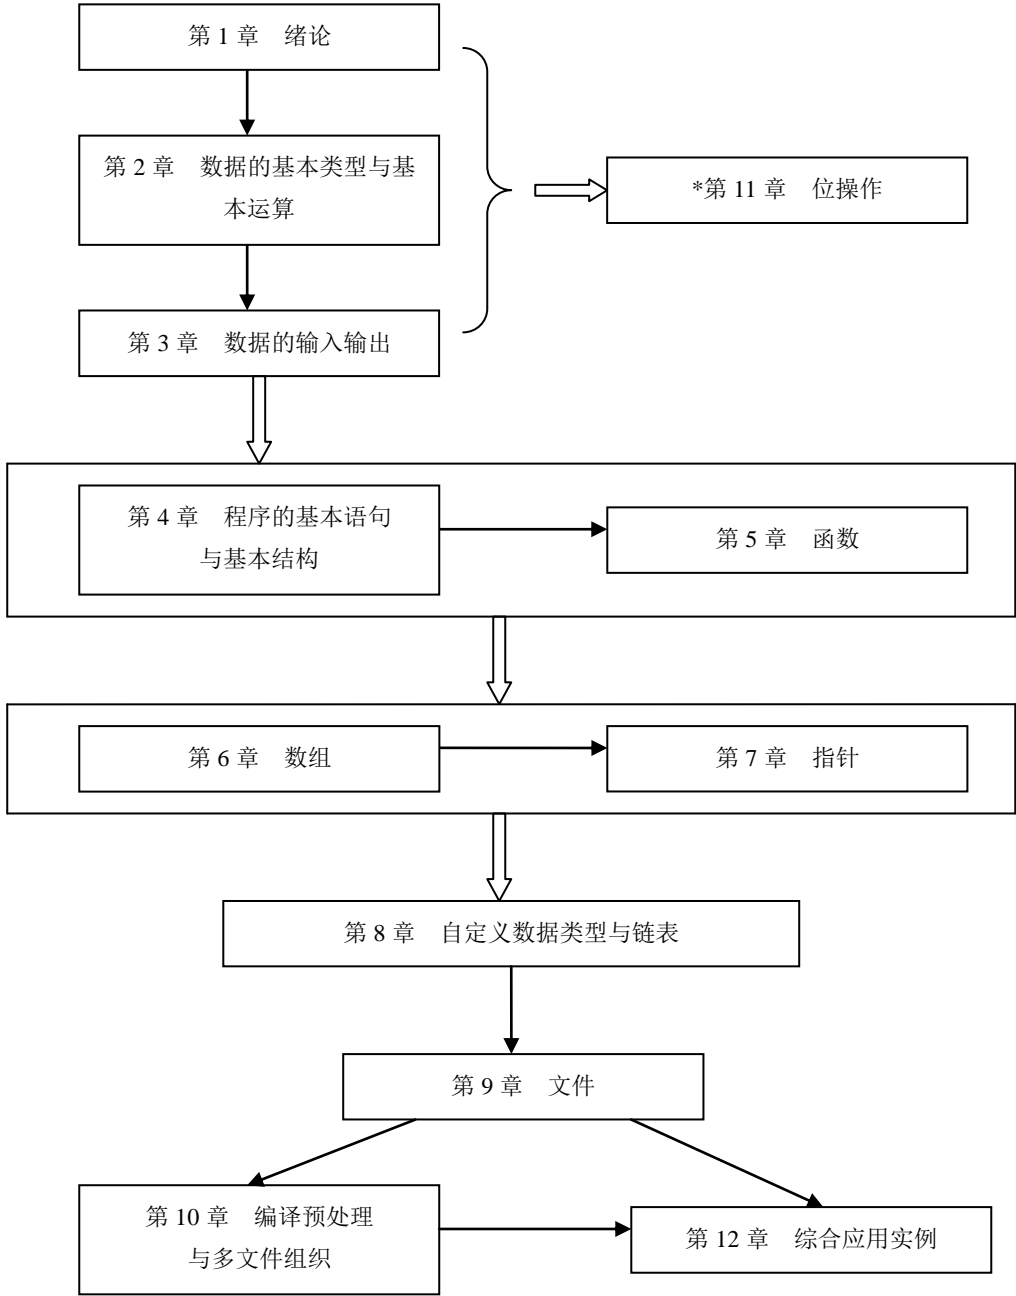 第 1 章　绪论
第 2 章　数据的基本类型与基
本运算
*第 11 章　位操作
第 3 章　数据的输入输出
第 4 章　程序的基本语句
与基本结构
第 5 章　函数
第 6 章　数组
第 7 章　指针
第 8 章　自定义数据类型与链表
第 9 章　文件
第 10 章　编译预处理
与多文件组织
第 12 章　综合应用实例